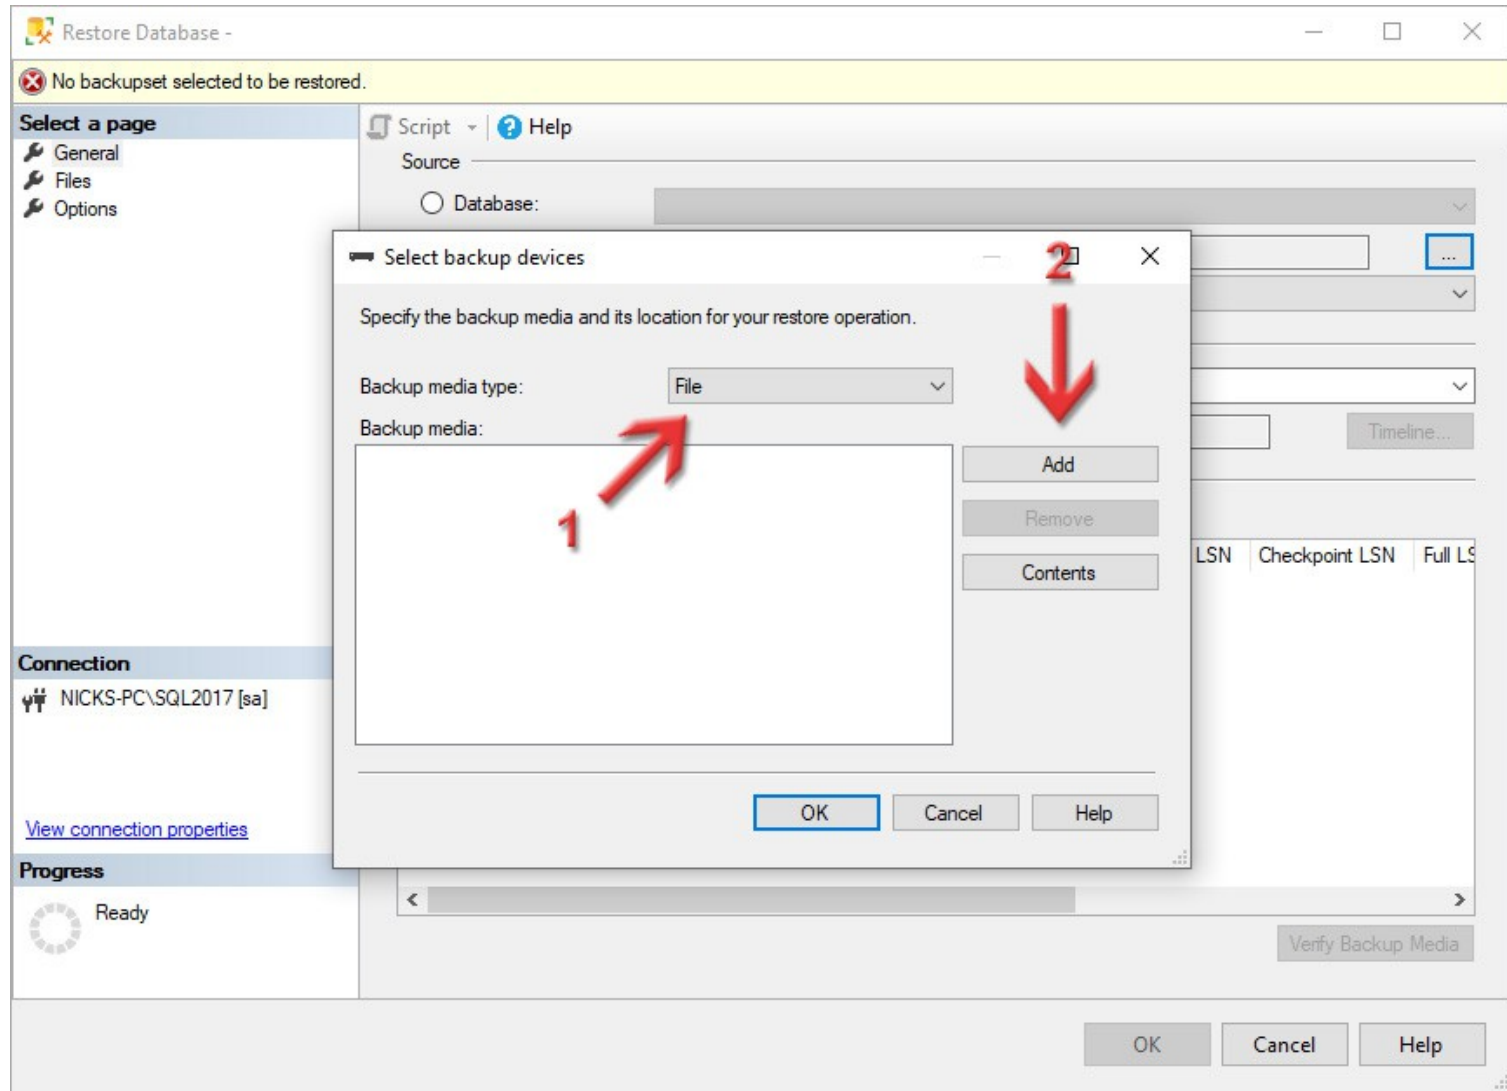 Restore Database -
No backupset selected to be restored.
Select a page
General
Files
Options
Script
Help
Source
Database:
...
Select backup devices
2
Specify the backup media and its location for your restore operation.
Backup media type:
File
Backup media:
1
Add
Remove
Contents
OK
Cancel
Help
Timeline...
LSN
Checkpoint LSN
Full LS
Connection
NICKS-PC\SQL2017 [sa]
View connection properties
Progress
Ready
Verify Backup Media
OK
Cancel
Help